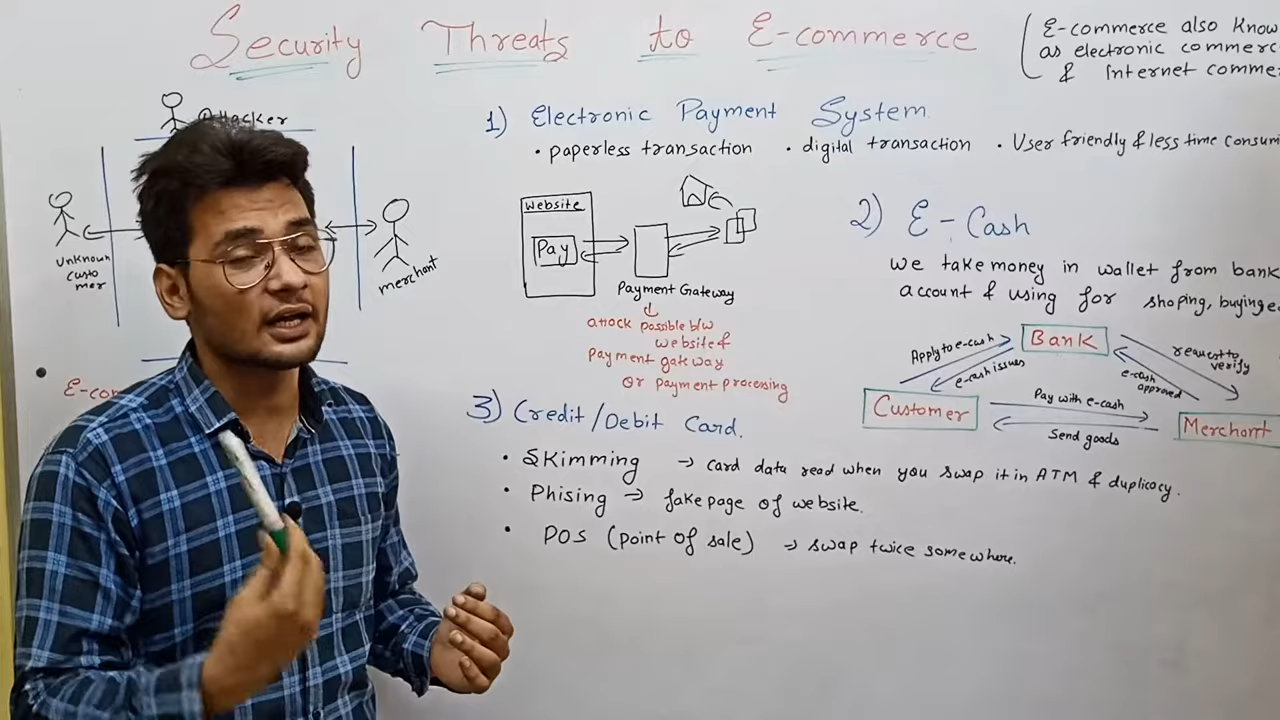 Security Threats to E-commerce
E-commerce also Know
as electronic commerc
& Internet comme
Attacker
Unknown
custo
mer
merchant
E-com
1) Electronic Payment System
• paperless transaction • digital transaction • User friendly & less time consum
Website
Pay
Payment Gateway
attack possible b/w
website &
payment gateway
or payment processing
2) E-Cash
we take money in wallet from bank
account & using for shoping, buying e
Bank
Apply to e-cash
e-cash issues
request to
verify
e-cash
approved
Customer
Pay with e-cash
Send goods
Merchant
3) Credit/Debit Card.
• Skimming → card data read when you swap it in ATM & duplicacy.
• Phising → fake page of website.
• POS (point of sale) → swap twice somewhere.